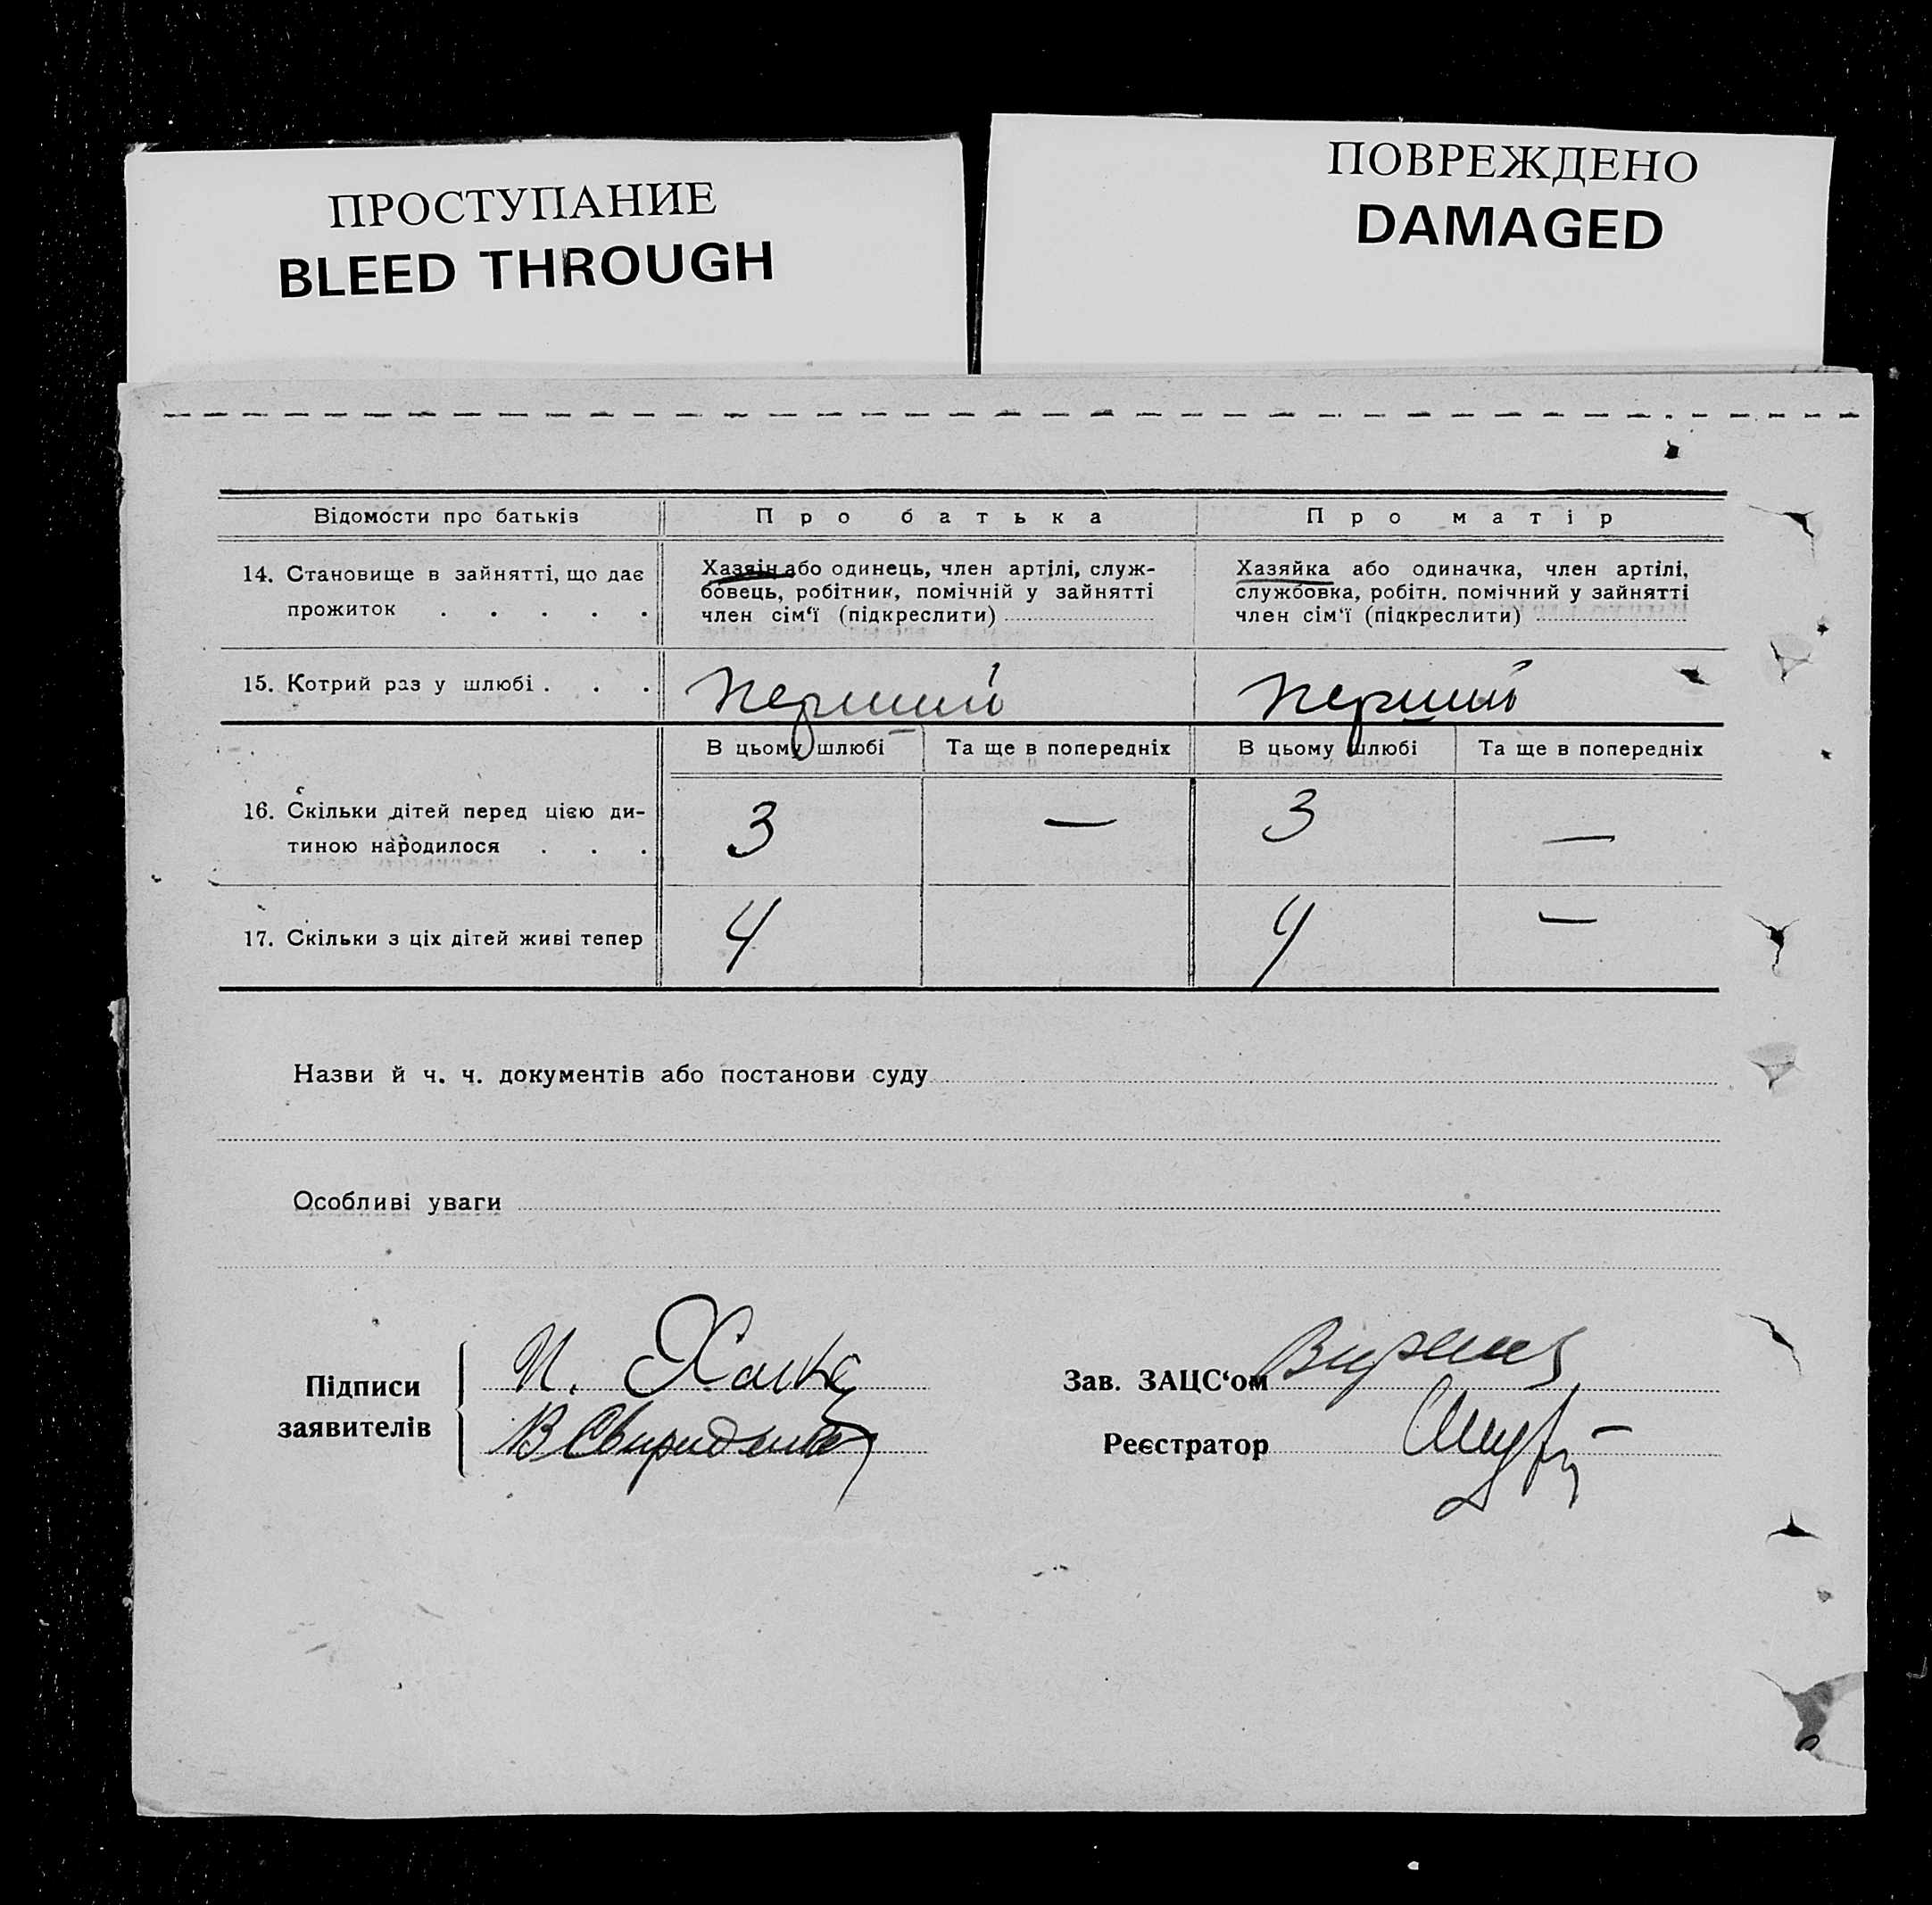 ПРОСТУПАНИЕ
BLEED THROUGH
ПОВРЕЖДЕНО
DAMAGED
Відомости про батьків
Про батька
Про матір
14. Становище в зайнятті, що дає
прожиток . . . . .
Хазяїн або одинець, член артілі, служ-
бовець, робітник, помічній у зайнятті
член сім‘ї (підкреслити)
Хазяйка або одиначка, член артілі,
службовка, робітн. помічний у зайнятті
член сім‘ї (підкреслити)
15. Котрий раз у шлюбі . . .
перший
перший
В цьому шлюбі
Та ще в попередніх
В цьому шлюбі
Та ще в попередніх
16. Скільки дітей перед цією ди-
тиною народилося . . .
3
—
3
—
17. Скільки з ціх дітей живі тепер
4
4
—
Назви й ч. ч. документів або постанови суду
Особливі уваги
Підписи
заявителів
И.
В Свириденко
Зав. ЗАЦС‘ом
Реєстратор